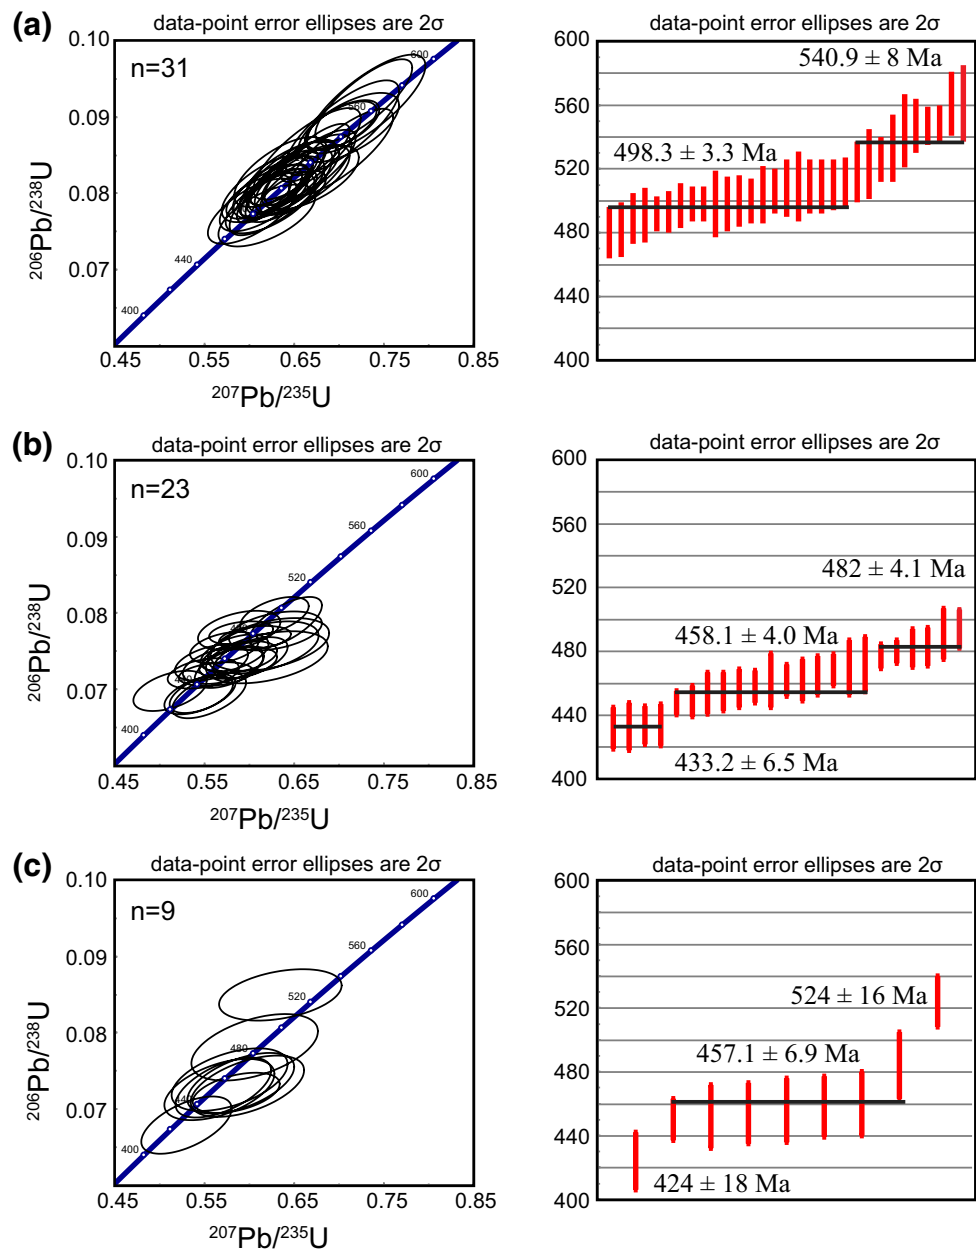 (a)
data-point error ellipses are 2σ
0.10
0.09
0.08
0.07
n=31
600
560
440
400
206Pb/238U
0.45
0.55
0.65
0.75
0.85
207Pb/235U
data-point error ellipses are 2σ
600
560
520
480
440
400
540.9 ± 8 Ma
498.3 ± 3.3 Ma
(b)
data-point error ellipses are 2σ
0.10
0.09
0.08
0.07
n=23
600
560
520
400
206Pb/238U
0.45
0.55
0.65
0.75
0.85
207Pb/235U
data-point error ellipses are 2σ
600
560
520
480
440
400
482 ± 4.1 Ma
458.1 ± 4.0 Ma
433.2 ± 6.5 Ma
(c)
data-point error ellipses are 2σ
0.10
0.09
0.08
0.07
n=9
600
560
520
480
440
400
206Pb/238U
0.45
0.55
0.65
0.75
0.85
207Pb/235U
data-point error ellipses are 2σ
600
560
520
480
440
400
524 ± 16 Ma
457.1 ± 6.9 Ma
424 ± 18 Ma